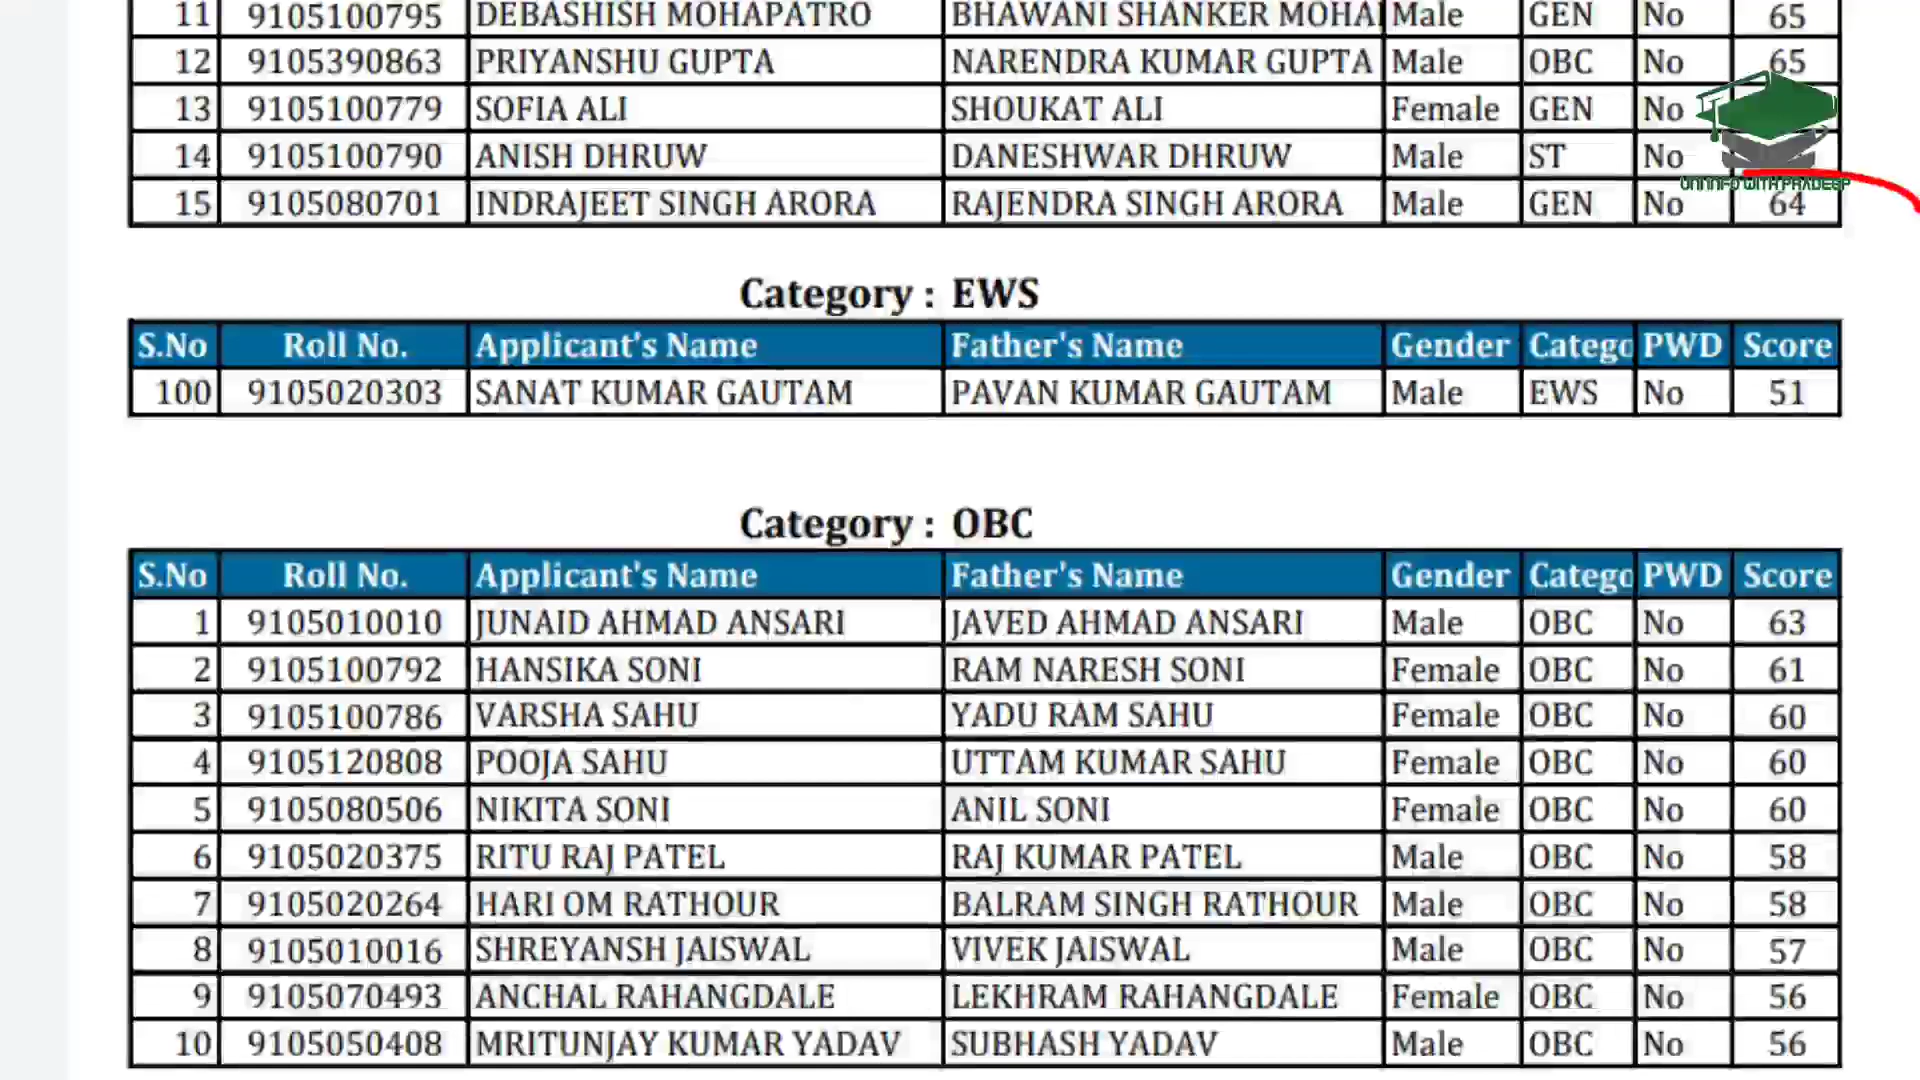 11 9105100795 DEBASHISH MOHAPATRO BHAWANI SHANKER MOHA Male GEN No 65
12 9105390863 PRIYANSHU GUPTA NARENDRA KUMAR GUPTA Male OBC No 65
13 9105100779 SOFIA ALI SHOUKAT ALI Female GEN No
14 9105100790 ANISH DHRUW DANESHWAR DHRUW Male ST No
UNIINFO WITH PRADEEP
15 9105080701 INDRAJEET SINGH ARORA RAJENDRA SINGH ARORA Male GEN No 64
Category : EWS
S.No Roll No. Applicant's Name Father's Name Gender Catego PWD Score
100 9105020303 SANAT KUMAR GAUTAM PAVAN KUMAR GAUTAM Male EWS No 51
Category : OBC
S.No Roll No. Applicant's Name Father's Name Gender Catego PWD Score
1 9105010010 JUNAID AHMAD ANSARI JAVED AHMAD ANSARI Male OBC No 63
2 9105100792 HANSIKA SONI RAM NARESH SONI Female OBC No 61
3 9105100786 VARSHA SAHU YADU RAM SAHU Female OBC No 60
4 9105120808 POOJA SAHU UTTAM KUMAR SAHU Female OBC No 60
5 9105080506 NIKITA SONI ANIL SONI Female OBC No 60
6 9105020375 RITU RAJ PATEL RAJ KUMAR PATEL Male OBC No 58
7 9105020264 HARI OM RATHOUR BALRAM SINGH RATHOUR Male OBC No 58
8 9105010016 SHREYANSH JAISWAL VIVEK JAISWAL Male OBC No 57
9 9105070493 ANCHAL RAHANGDALE LEKHRAM RAHANGDALE Female OBC No 56
10 9105050408 MRITUNJAY KUMAR YADAV SUBHASH YADAV Male OBC No 56